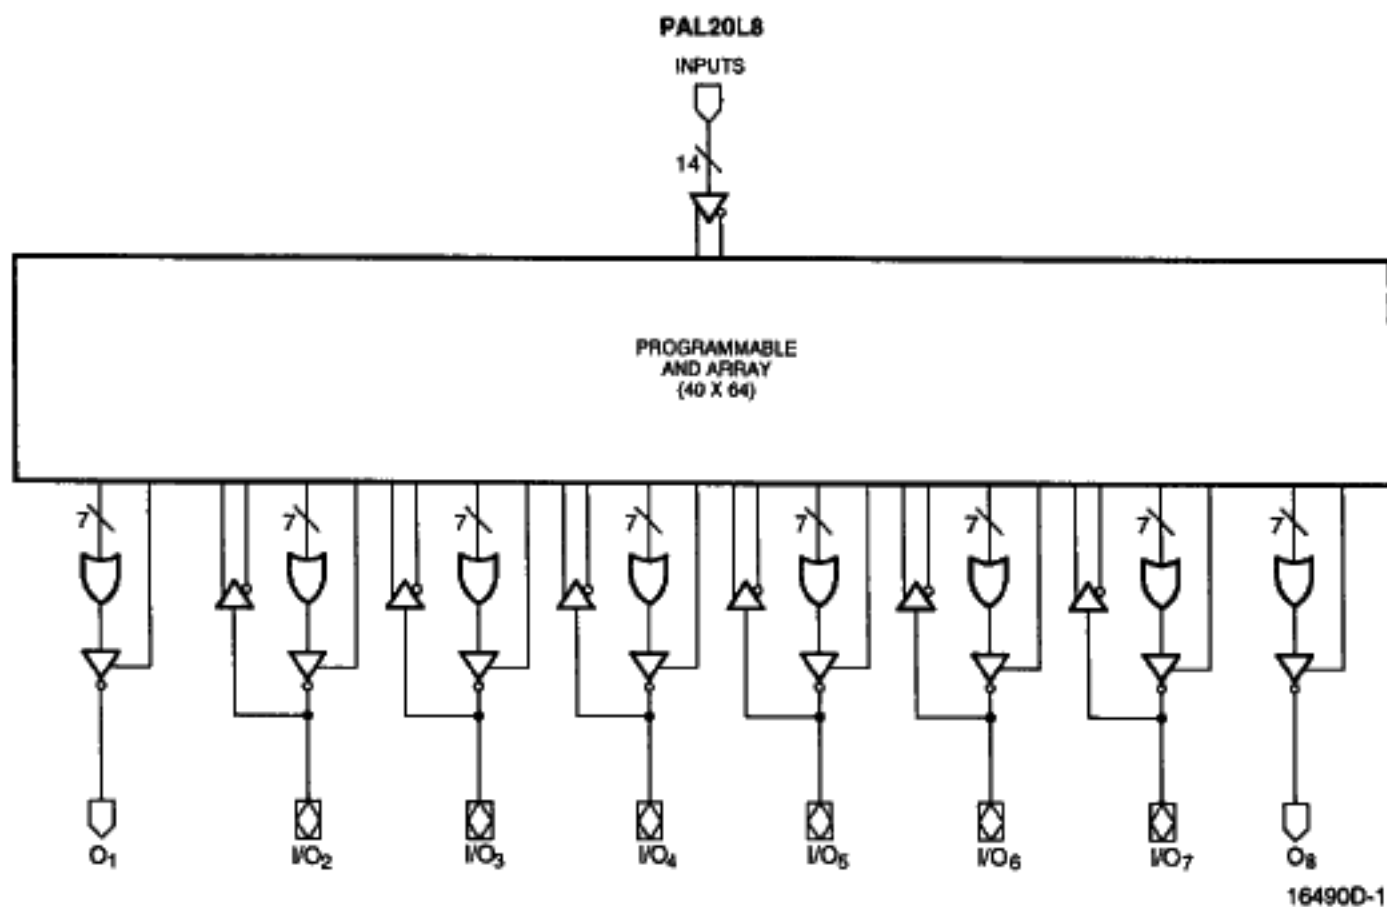 PAL20L8
INPUTS
14
PROGRAMMABLE
AND ARRAY
(40 X 64)
7 7 7 7 7 7 7 7
O1 I/O2 I/O3 I/O4 I/O5 I/O6 I/O7 O8
16490D-1